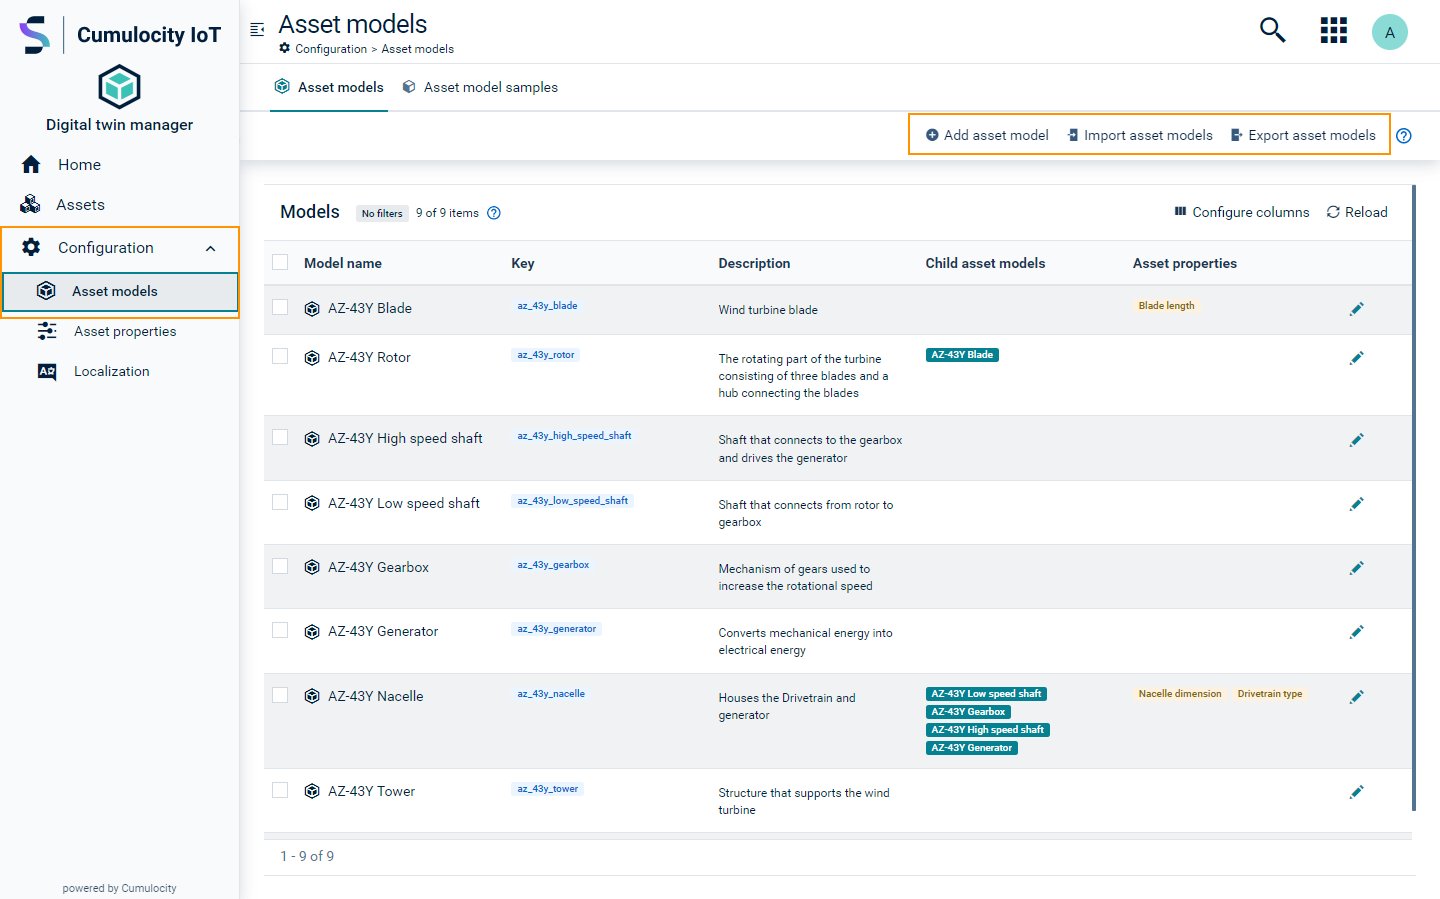 Cumulocity IoT
Digital twin manager
Home
Assets
Configuration
Asset models
Asset properties
Localization
powered by Cumulocity
Asset models
Configuration > Asset models
A
Asset models
Asset model samples
Add asset model
Import asset models
Export asset models
Models
No filters
9 of 9 items
Configure columns
Reload
Model name
Key
Description
Child asset models
Asset properties
AZ-43Y Blade
az_43y_blade
Wind turbine blade
Blade length
AZ-43Y Rotor
az_43y_rotor
The rotating part of the turbine
consisting of three blades and a
hub connecting the blades
AZ-43Y Blade
AZ-43Y High speed shaft
az_43y_high_speed_shaft
Shaft that connects to the gearbox
and drives the generator
AZ-43Y Low speed shaft
az_43y_low_speed_shaft
Shaft that connects from rotor to
gearbox
AZ-43Y Gearbox
az_43y_gearbox
Mechanism of gears used to
increase the rotational speed
AZ-43Y Generator
az_43y_generator
Converts mechanical energy into
electrical energy
AZ-43Y Nacelle
az_43y_nacelle
Houses the Drivetrain and
generator
AZ-43Y Low speed shaft
AZ-43Y Gearbox
AZ-43Y High speed shaft
AZ-43Y Generator
Nacelle dimension
Drivetrain type
AZ-43Y Tower
az_43y_tower
Structure that supports the wind
turbine
1 - 9 of 9